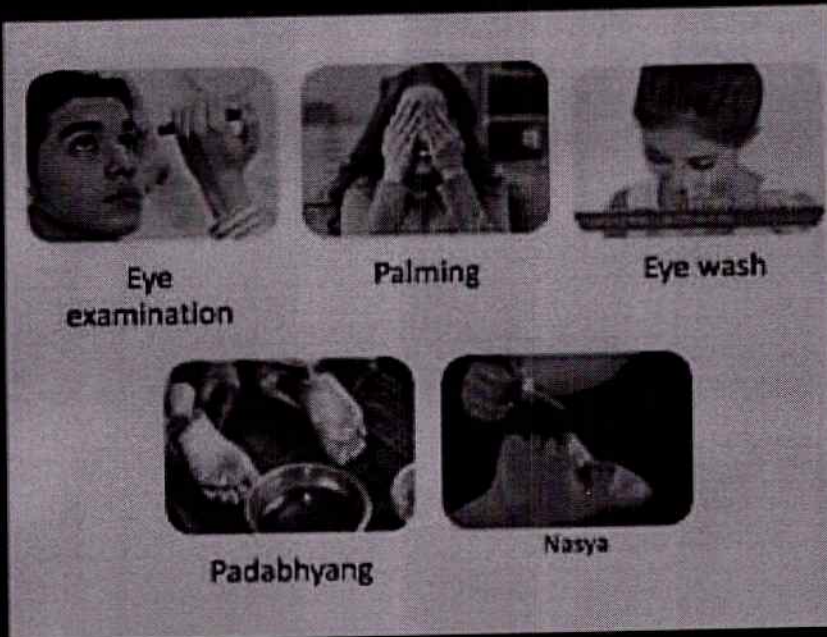 Eye
examination
Palming
Eye wash
Padabhyang
Nasya